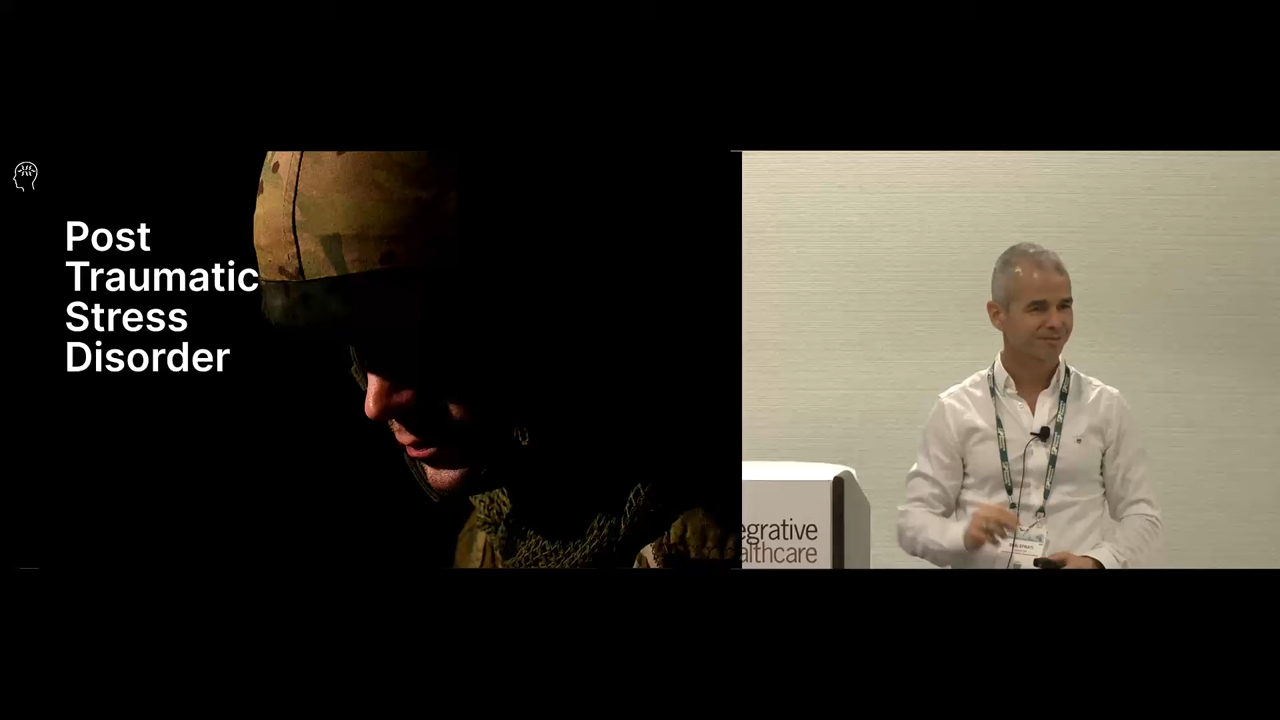 Post
Traumatic
Stress
Disorder
egrative
althcare